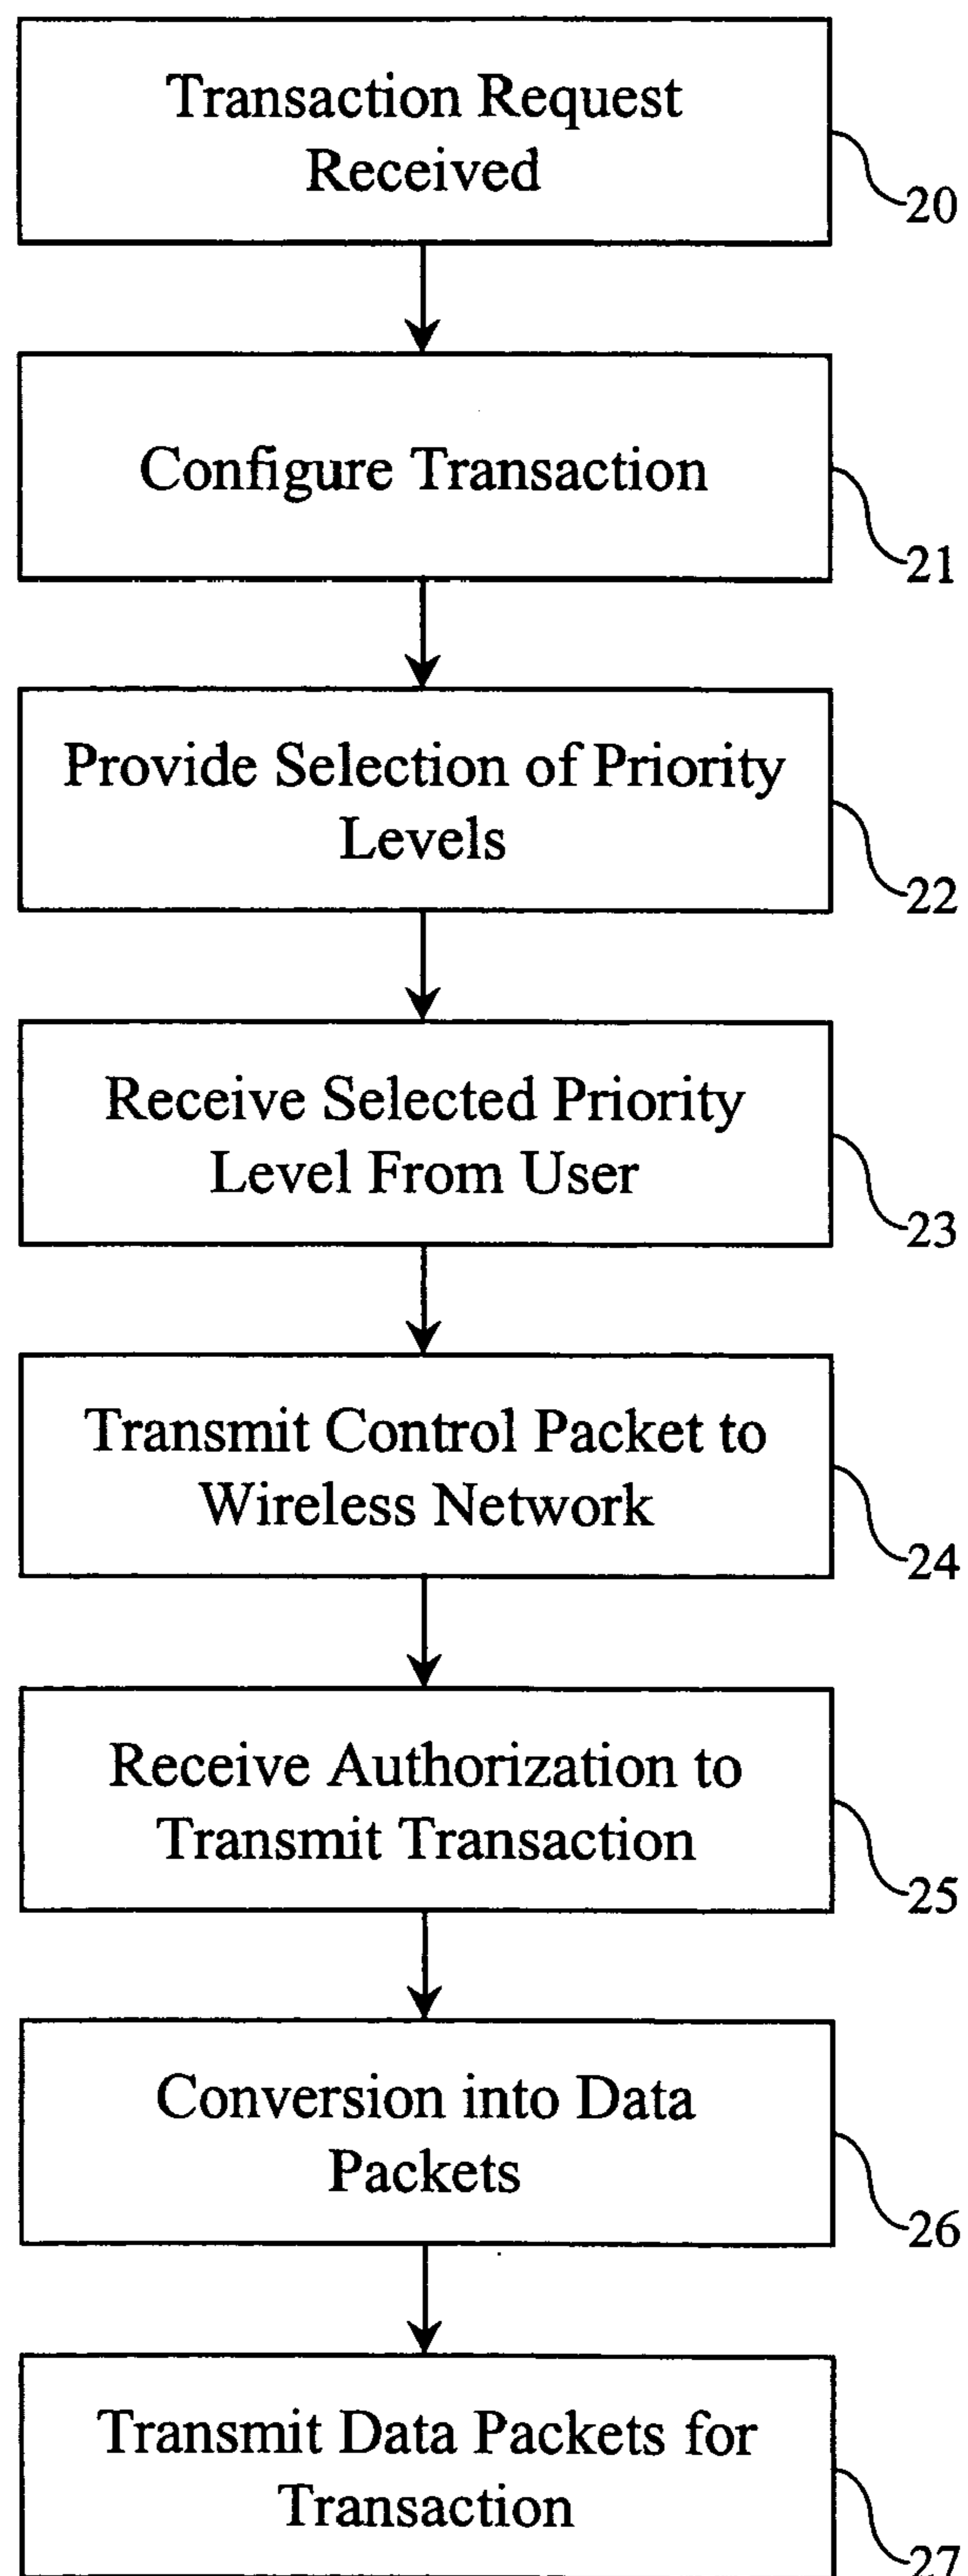 Transaction Request
Received
20
Configure Transaction
21
Provide Selection of Priority
Levels
22
Receive Selected Priority
Level From User
23
Transmit Control Packet to
Wireless Network
24
Receive Authorization to
Transmit Transaction
25
Conversion into Data
Packets
26
Transmit Data Packets for
Transaction
27